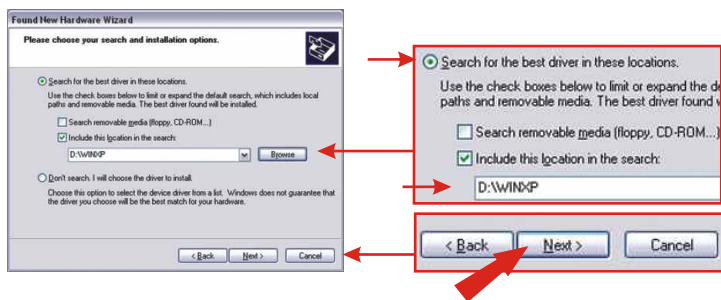 Found New Hardware Wizard
Please choose your search and installation options.
Search for the best driver in these locations.
Use the check boxes below to limit or expand the default search, which includes local
paths and removable media. The best driver found will be installed.
Search removable media (floppy, CD-ROM...)
Include this location in the search:
D:\WINXP
Browse
Don't search. I will choose the driver to install.
Choose this option to select the device driver from a list. Windows does not guarantee that
the driver you choose will be the best match for your hardware.
< Back
Next >
Cancel
Search for the best driver in these locations.
Use the check boxes below to limit or expand the de
paths and removable media. The best driver found w
Search removable media (floppy, CD-ROM...)
Include this location in the search:
D:\WINXP
< Back
Next >
Cancel